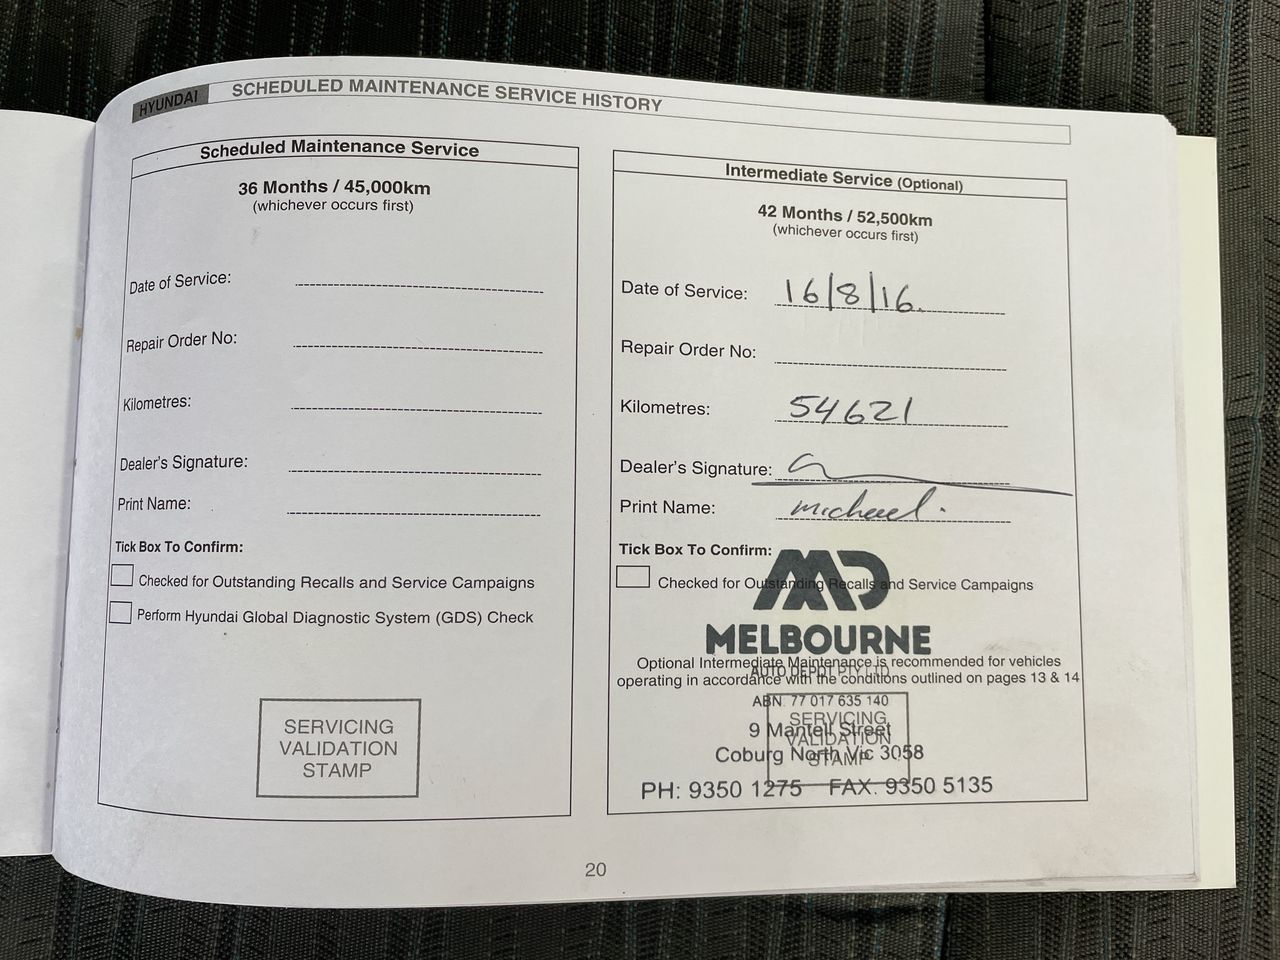 HYUNDAI SCHEDULED MAINTENANCE SERVICE HISTORY
Scheduled Maintenance Service
36 Months / 45,000km
(whichever occurs first)
Date of Service:
Repair Order No:
Kilometres:
Dealer's Signature:
Print Name:
Tick Box To Confirm:
Checked for Outstanding Recalls and Service Campaigns
Perform Hyundai Global Diagnostic System (GDS) Check
SERVICING
VALIDATION
STAMP
Intermediate Service (Optional)
42 Months / 52,500km
(whichever occurs first)
Date of Service: 16/8/16.
Repair Order No:
Kilometres: 54621
Dealer's Signature:
Print Name: michael.
Tick Box To Confirm:
Checked for Outstanding Recalls and Service Campaigns
MD
MELBOURNE
Optional Intermediate Maintenance is recommended for vehicles
AUTO DEPOT PTY LTD
operating in accordance with the conditions outlined on pages 13 & 14
ABN: 77 017 635 140
SERVICING
9 Mantell Street
VALIDATION
Coburg North Vic 3058
STAMP
PH: 9350 1275 FAX: 9350 5135
20